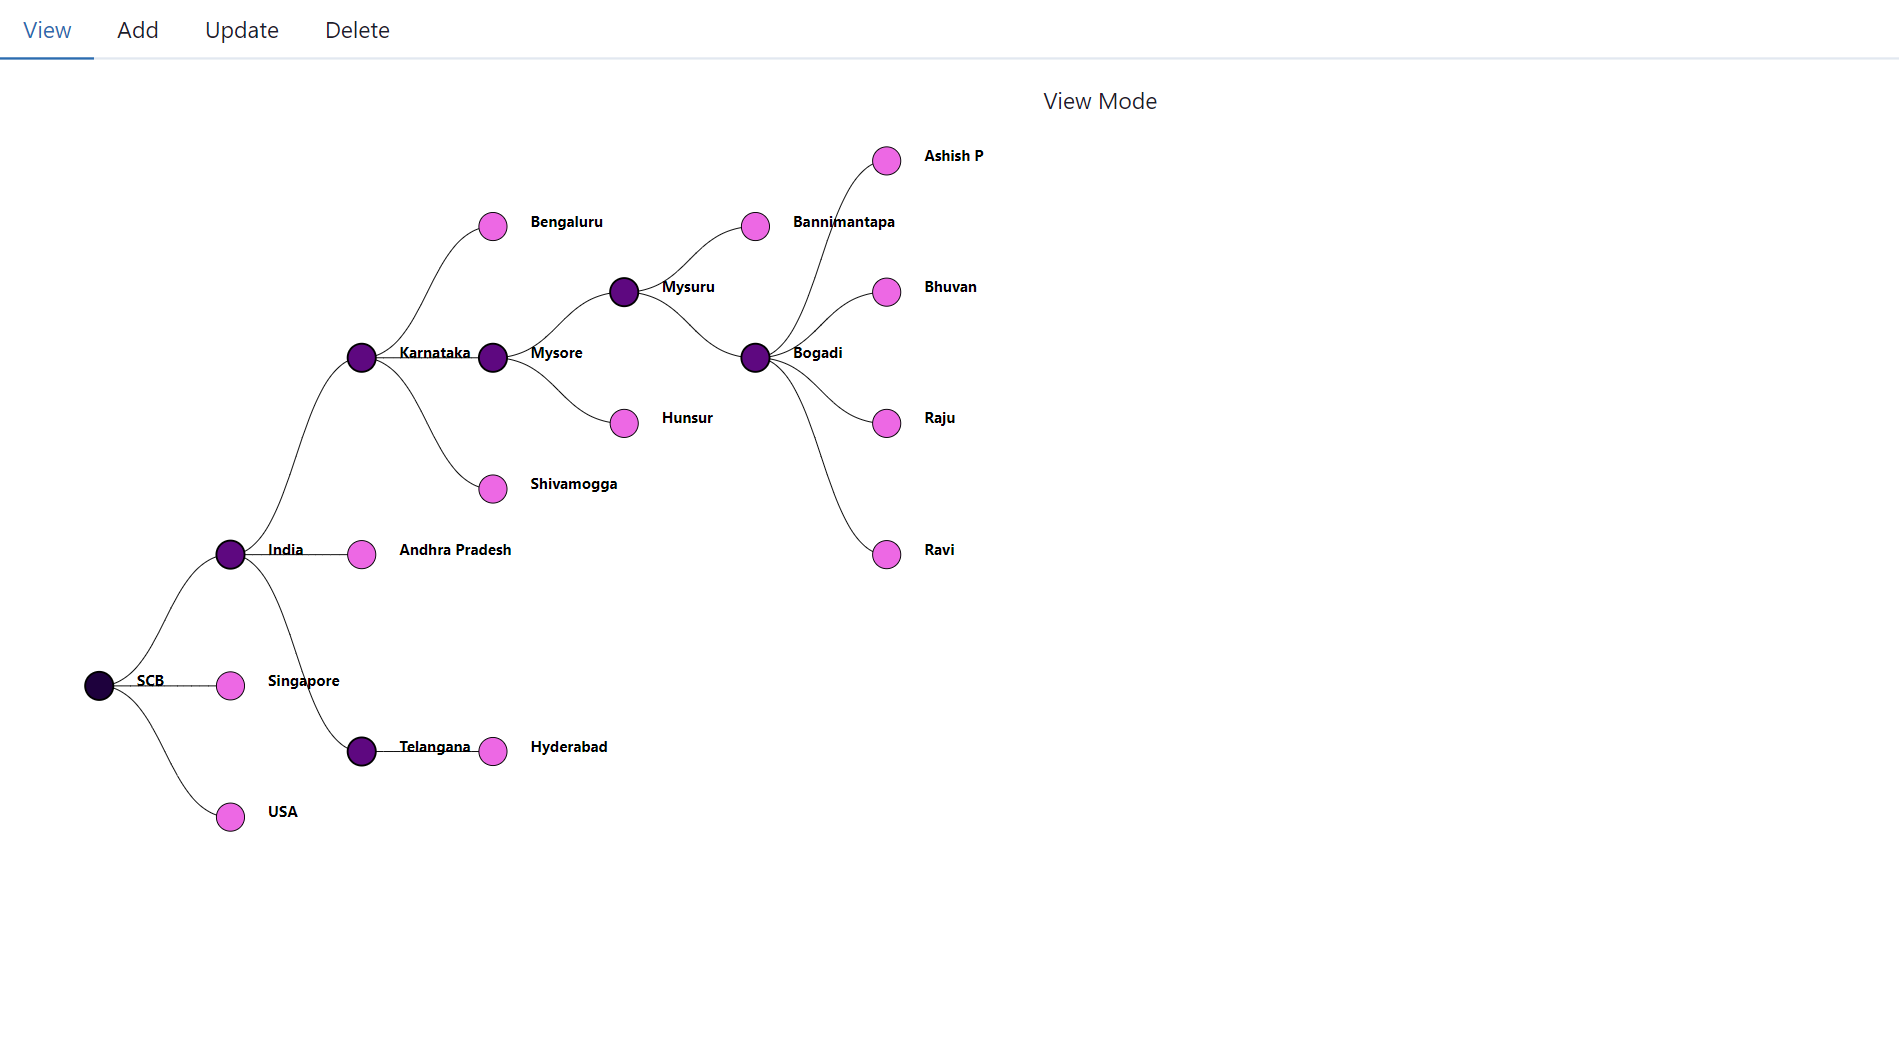 View Add Update Delete
View Mode
Ashish P
Bengaluru Bannimantapa
Mysuru Bhuvan
Karnataka Mysore Bogadi
Hunsur Raju
Shivamogga
India Andhra Pradesh Ravi
SCB Singapore
Telangana Hyderabad
USA